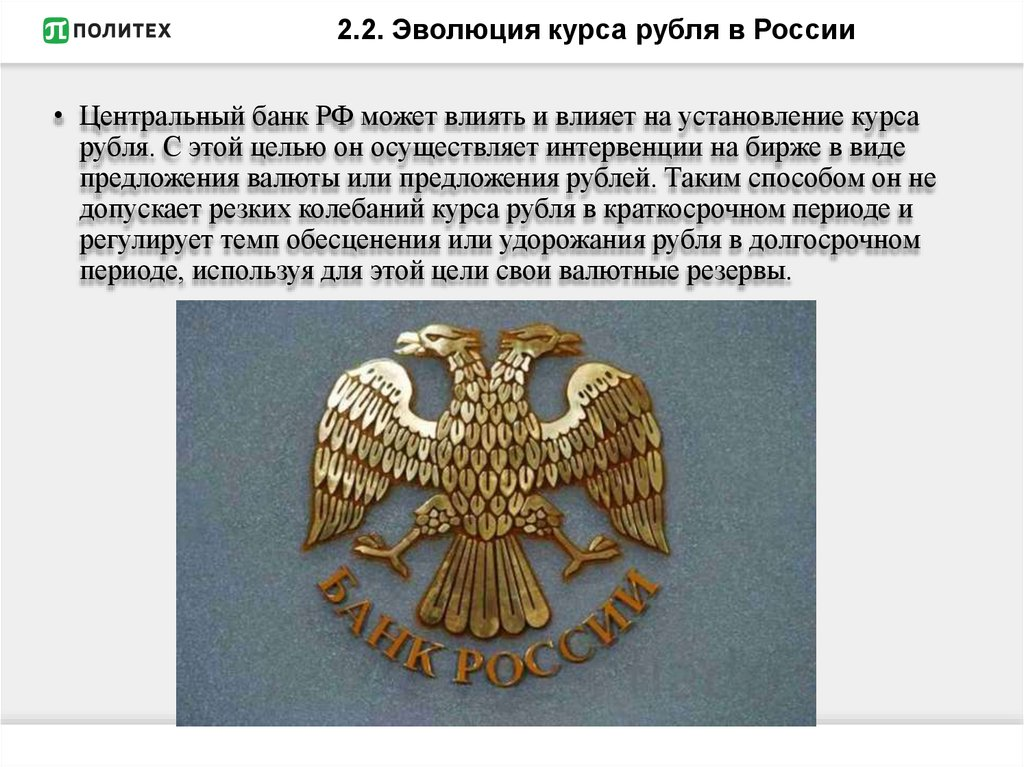 ПОЛИТЕХ
2.2. Эволюция курса рубля в России
• Центральный банк РФ может влиять и влияет на установление курса
рубля. С этой целью он осуществляет интервенции на бирже в виде
предложения валюты или предложения рублей. Таким способом он не
допускает резких колебаний курса рубля в краткосрочном периоде и
регулирует темп обесценения или удорожания рубля в долгосрочном
периоде, используя для этой цели свои валютные резервы.
БАНК РОССИИ